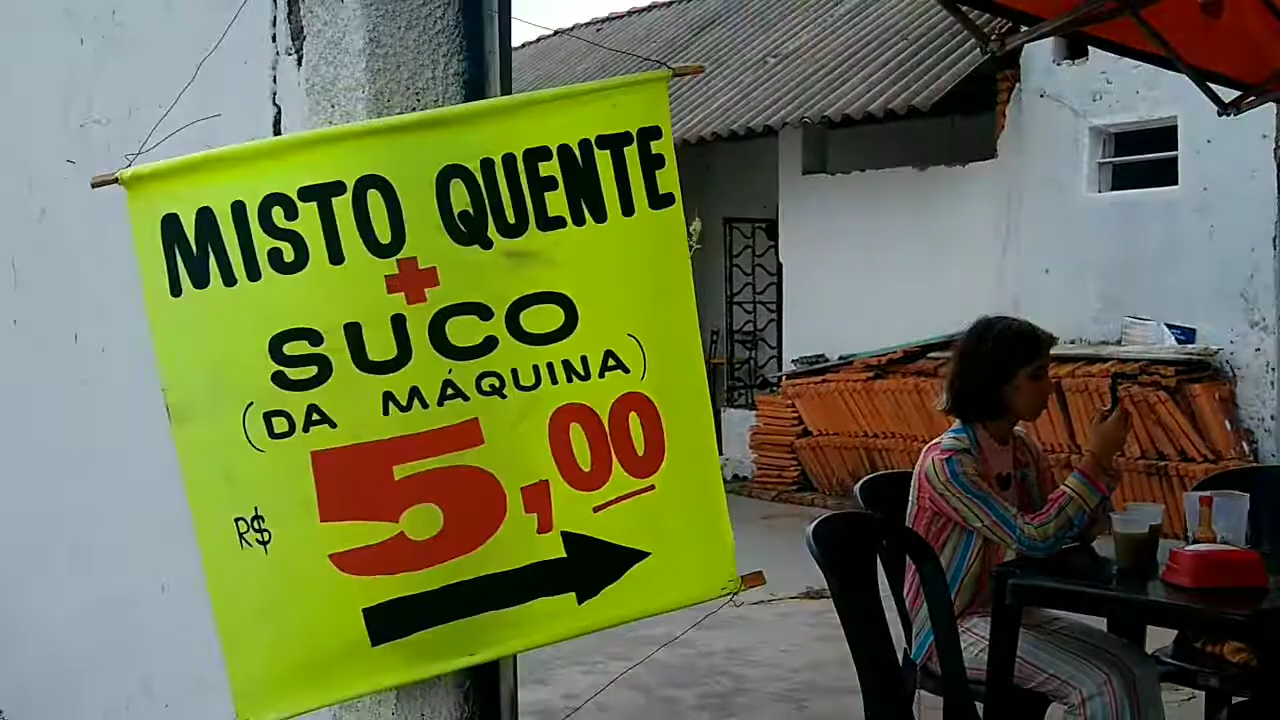 MISTO QUENTE
+
SUCO
(DA MÁQUINA)
R$ 5,00